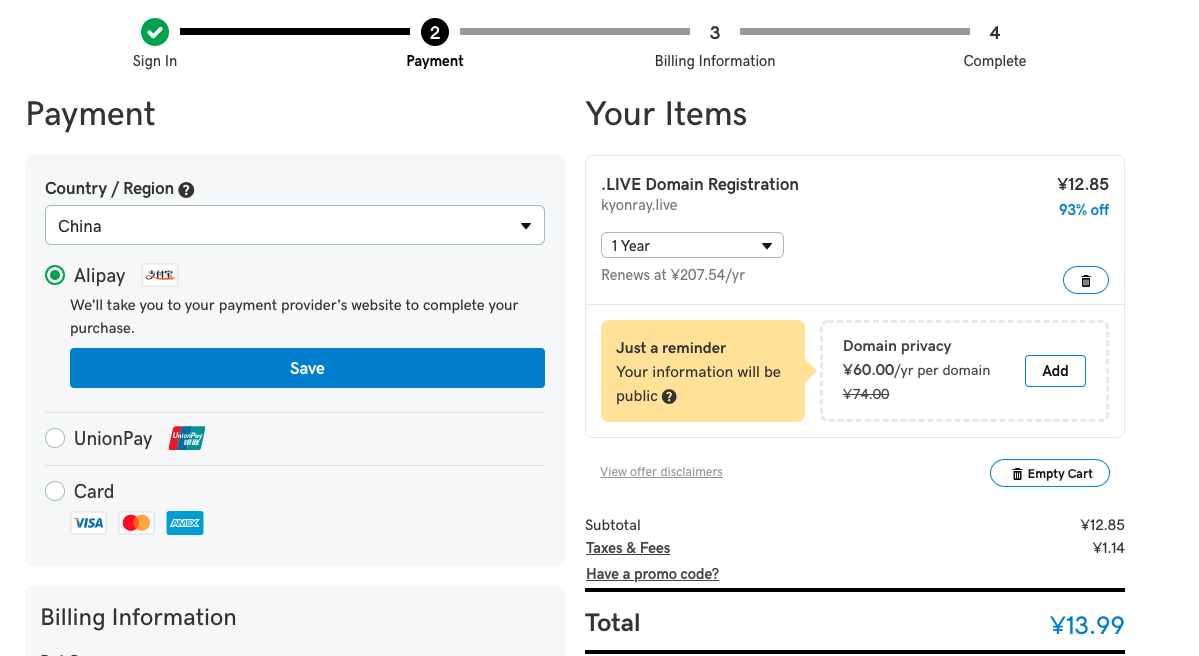 2
3
4
Sign In
Payment
Billing Information
Complete
Payment
Country / Region ?
China
Alipay 支付宝
We'll take you to your payment provider's website to complete your
purchase.
Save
UnionPay UnionPay 银联
Card
VISA AMEX
Billing Information
Your Items
.LIVE Domain Registration ¥12.85
kyonray.live 93% off
1 Year
Renews at ¥207.54/yr
Just a reminder
Your information will be
public ?
Domain privacy
¥60.00/yr per domain
¥74.00
Add
View offer disclaimers
Empty Cart
Subtotal ¥12.85
Taxes & Fees ¥1.14
Have a promo code?
Total ¥13.99